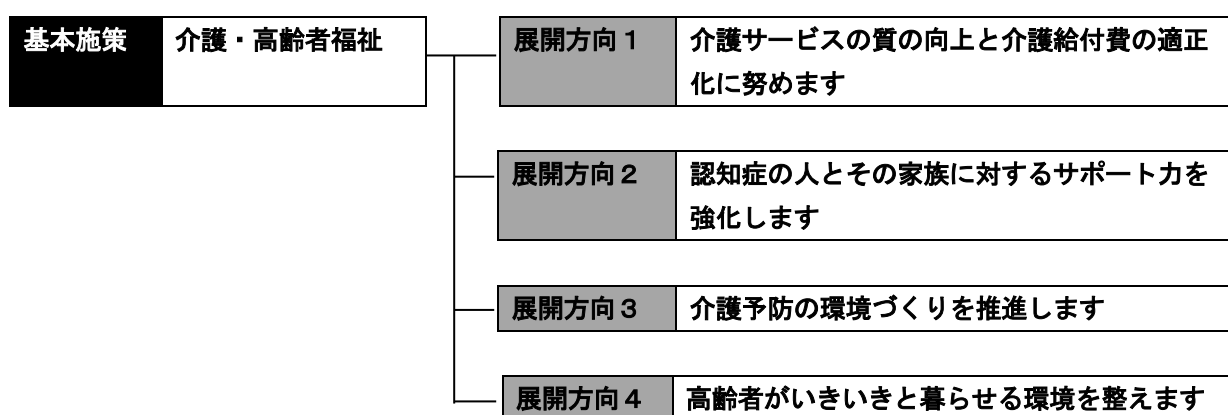 基本施策 介護・高齢者福祉
展開方向１ 介護サービスの質の向上と介護給付費の適正
化に努めます
展開方向２ 認知症の人とその家族に対するサポート力を
強化します
展開方向３ 介護予防の環境づくりを推進します
展開方向４ 高齢者がいきいきと暮らせる環境を整えます